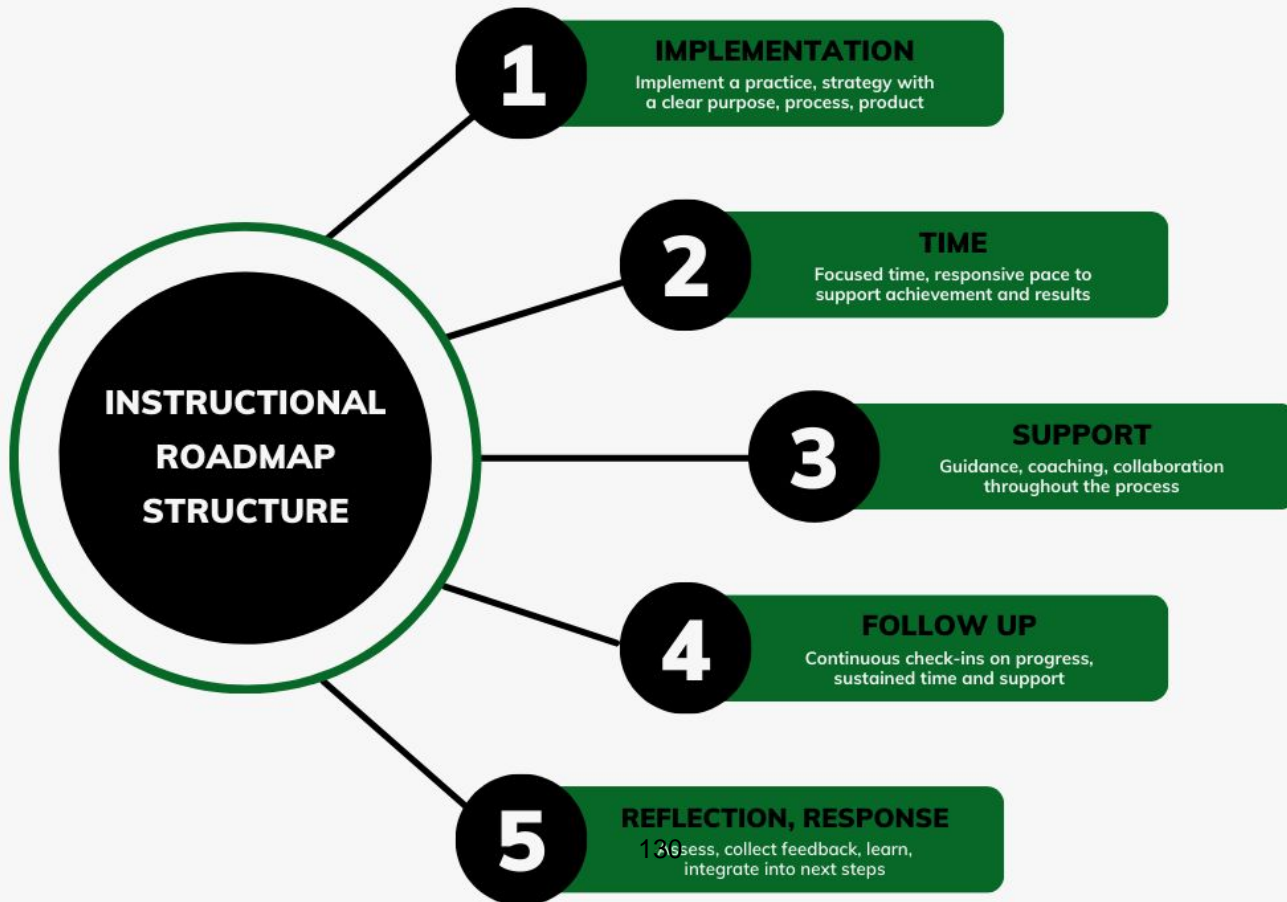 1
IMPLEMENTATION
Implement a practice, strategy with
a clear purpose, process, product
2
TIME
Focused time, responsive pace to
support achievement and results
INSTRUCTIONAL
ROADMAP
STRUCTURE
3
SUPPORT
Guidance, coaching, collaboration
throughout the process
4
FOLLOW UP
Continuous check-ins on progress,
sustained time and support
5
REFLECTION, RESPONSE
Assess, collect feedback, learn,
integrate into next steps
130